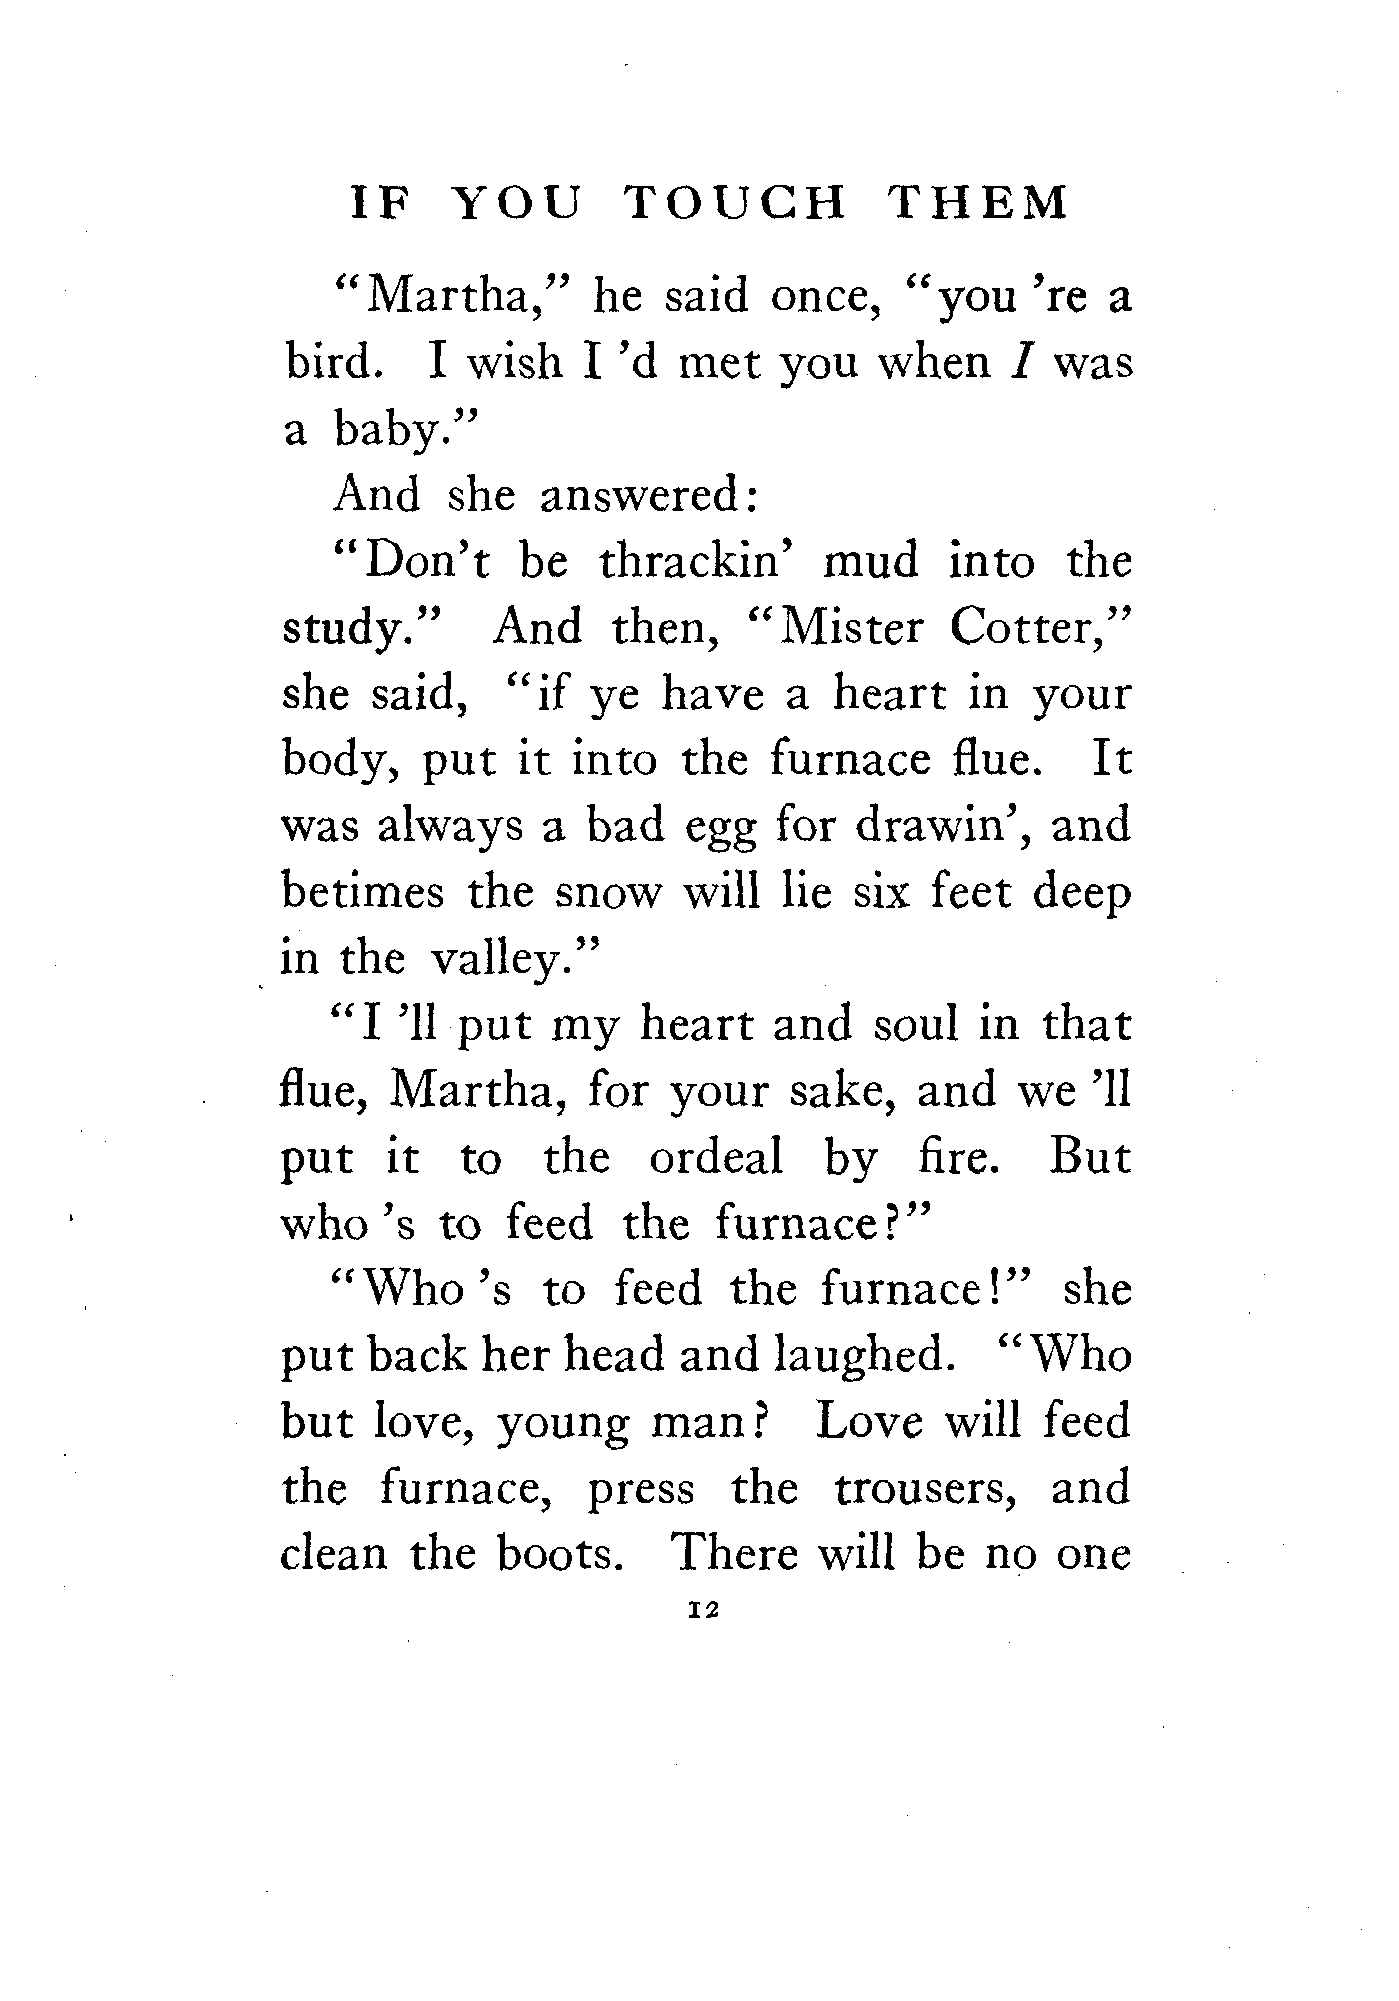 IF YOU TOUCH THEM
“Martha,” he said once, “you ’re a
bird. I wish I ’d met you when I was
a baby.”
And she answered:
“Don’t be thrackin’ mud into the
study.” And then, “Mister Cotter,”
she said, “if ye have a heart in your
body, put it into the furnace flue. It
was always a bad egg for drawin’, and
betimes the snow will lie six feet deep
in the valley.”
“I ’ll put my heart and soul in that
flue, Martha, for your sake, and we ’ll
put it to the ordeal by fire. But
who ’s to feed the furnace?”
“Who ’s to feed the furnace!” she
put back her head and laughed. “Who
but love, young man? Love will feed
the furnace, press the trousers, and
clean the boots. There will be no one
12